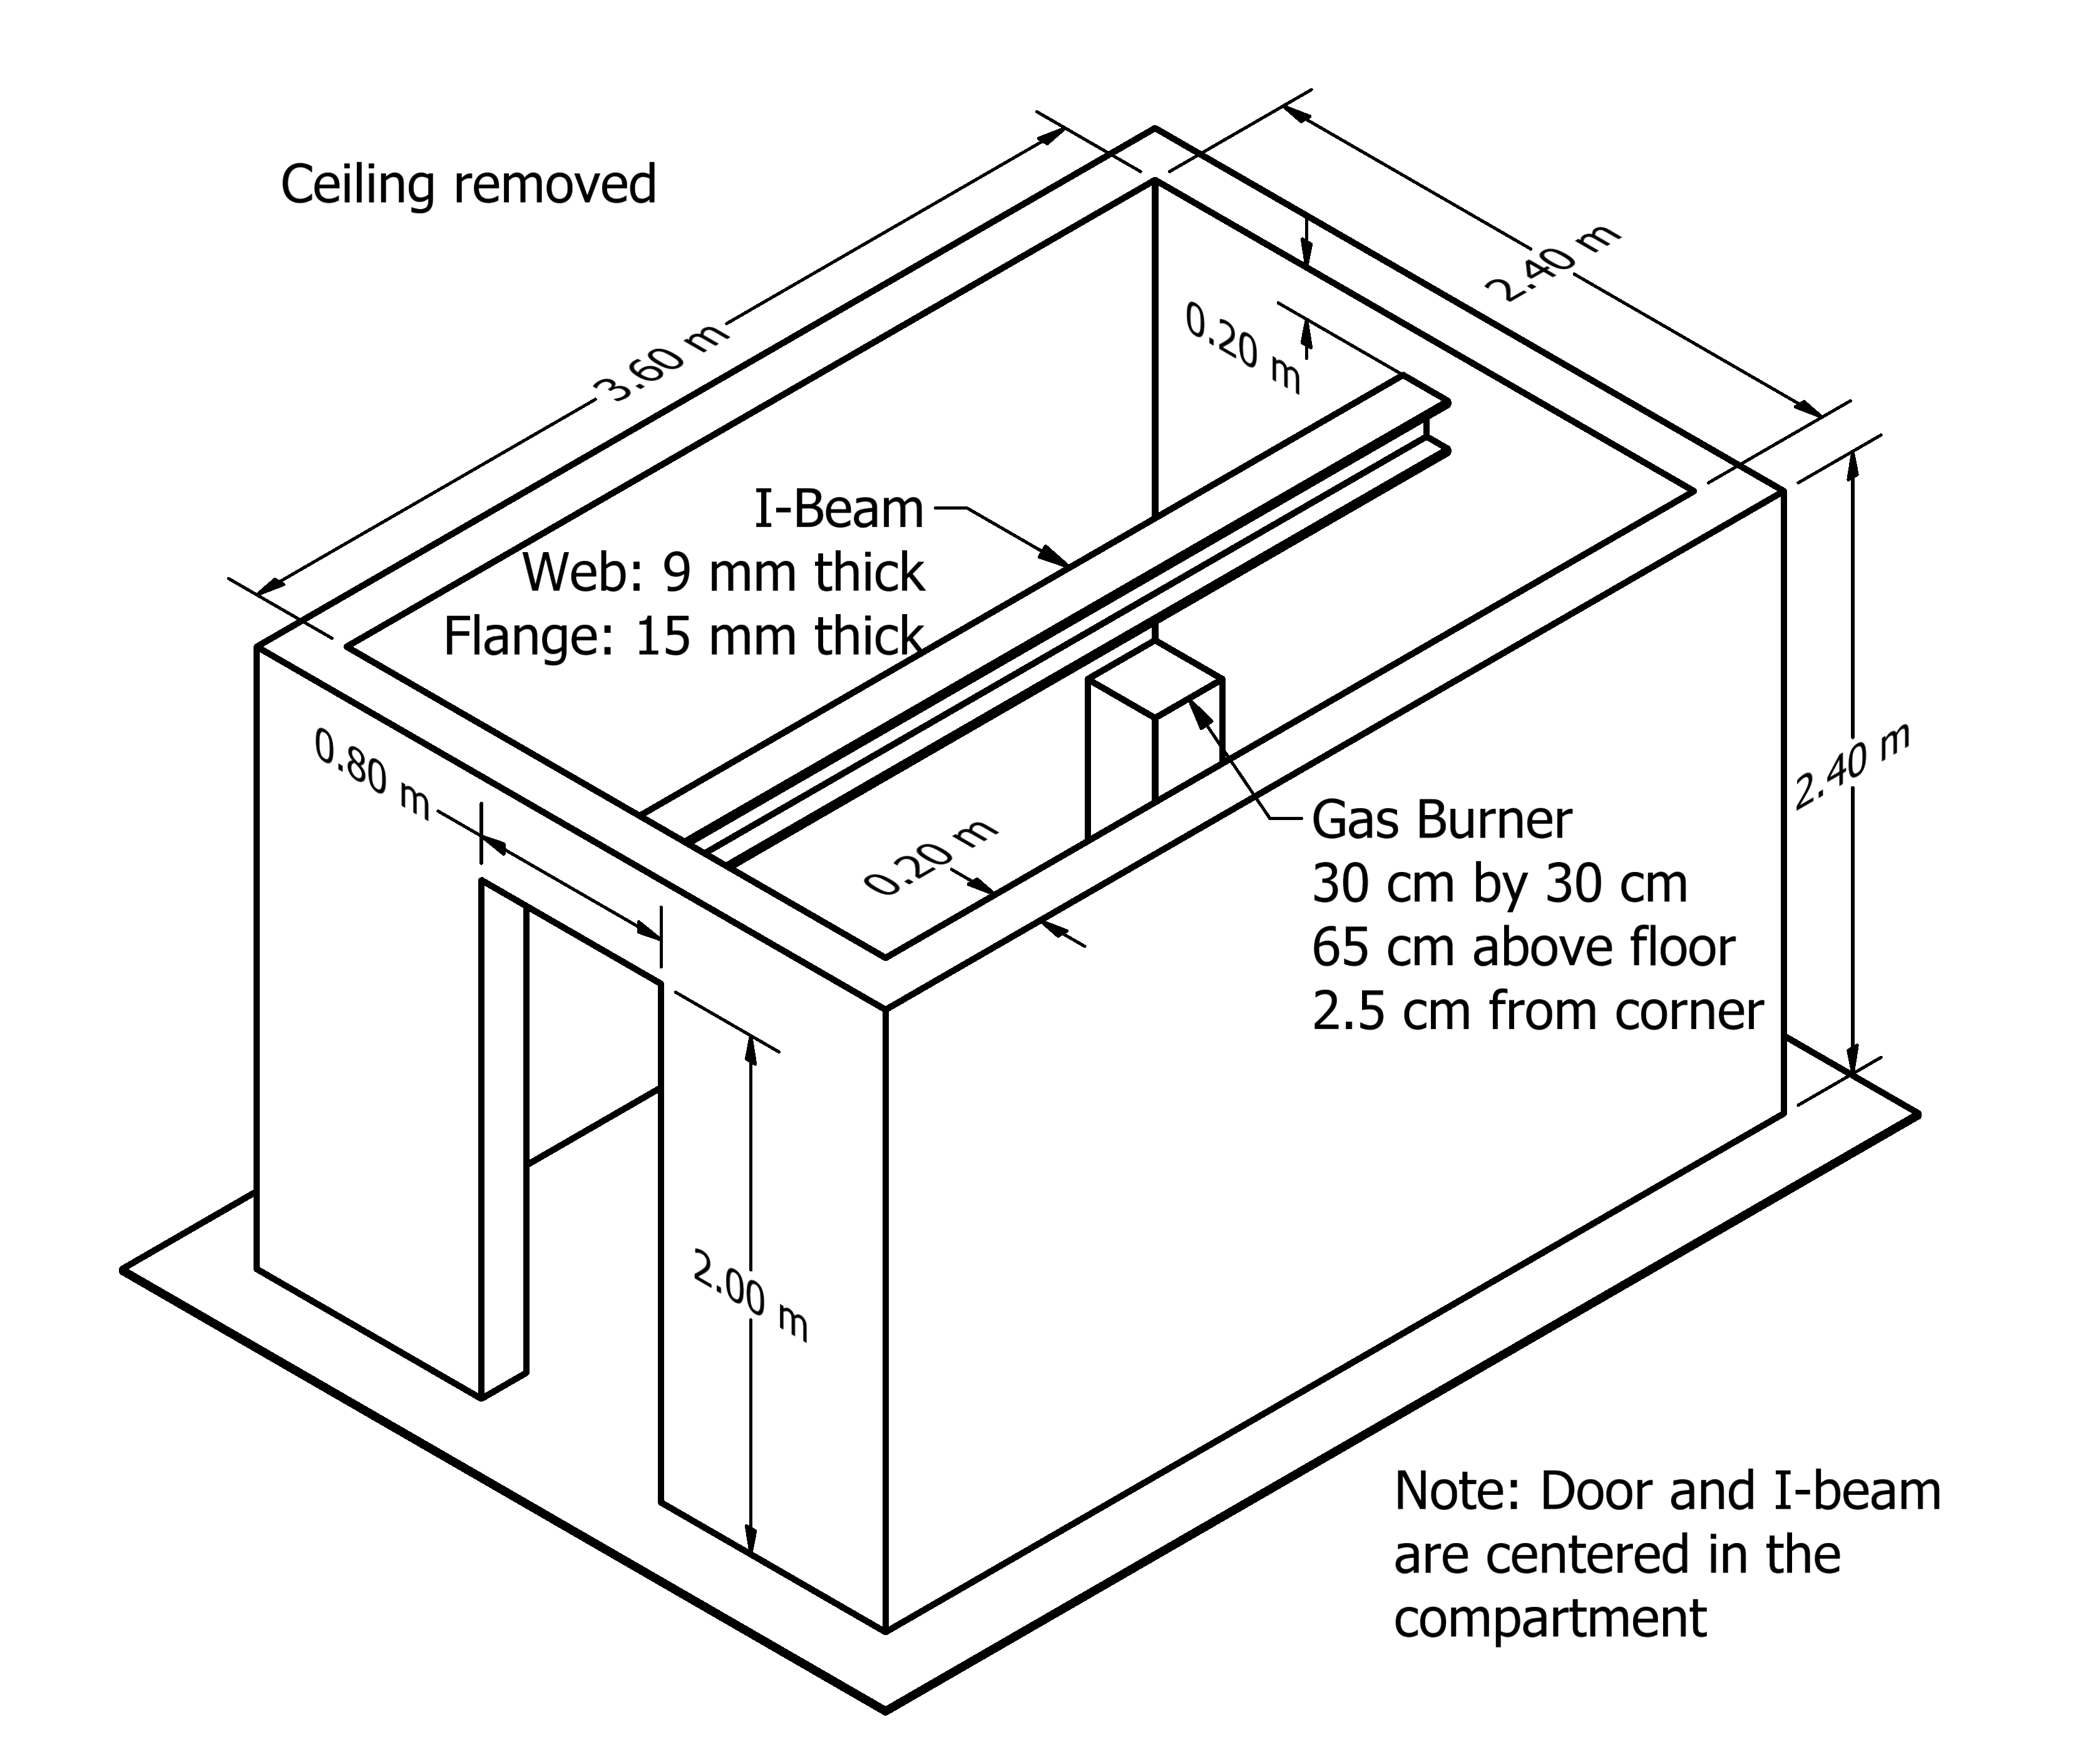 Ceiling removed
3.60 m
2.40 m
0.20 m
I-Beam
Web: 9 mm thick
Flange: 15 mm thick
0.80 m
2.40 m
0.20 m
Gas Burner
30 cm by 30 cm
65 cm above floor
2.5 cm from corner
2.00 m
Note: Door and I-beam
are centered in the
compartment